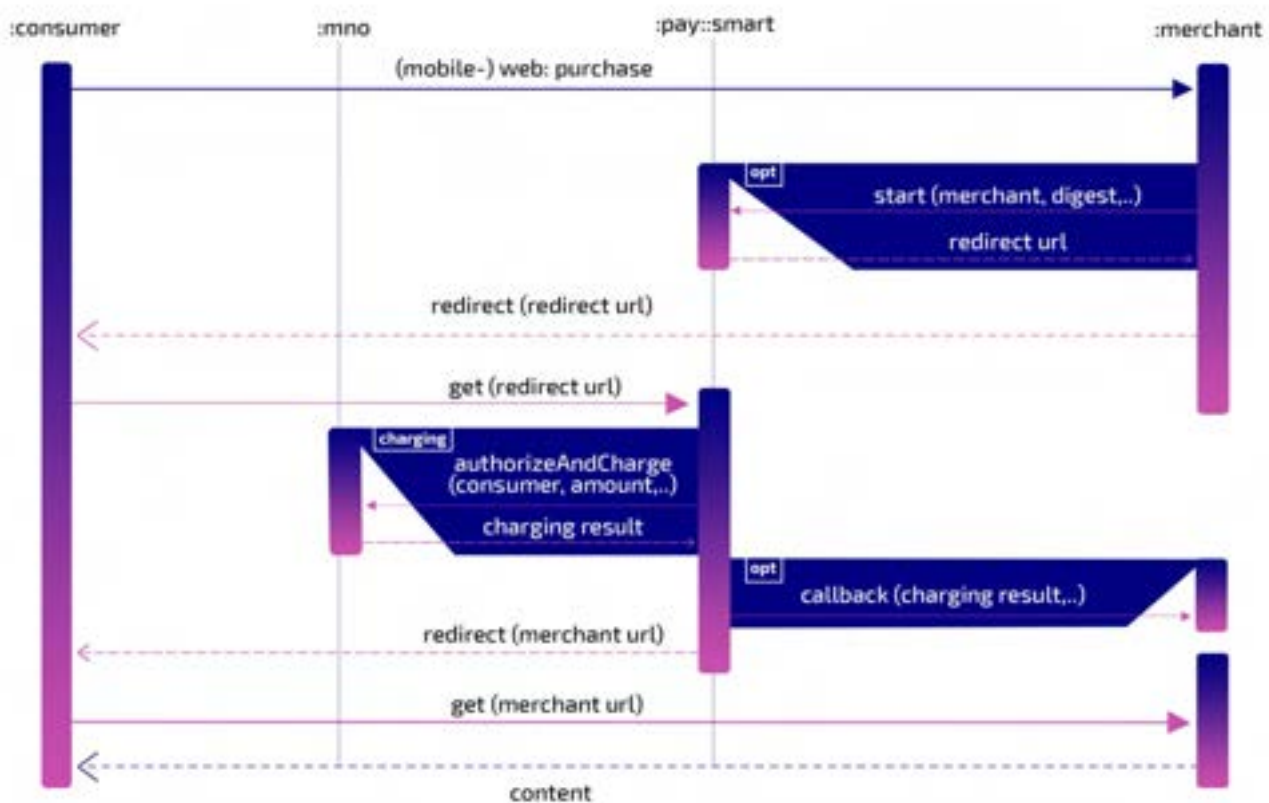 :consumer
:mno
:pay::smart
:merchant
(mobile-) web: purchase
opt
start (merchant, digest,..)
redirect url
redirect (redirect url)
get (redirect url)
charging
authorizeAndCharge
(consumer, amount,..)
charging result
opt
callback (charging result,..)
redirect (merchant url)
get (merchant url)
content